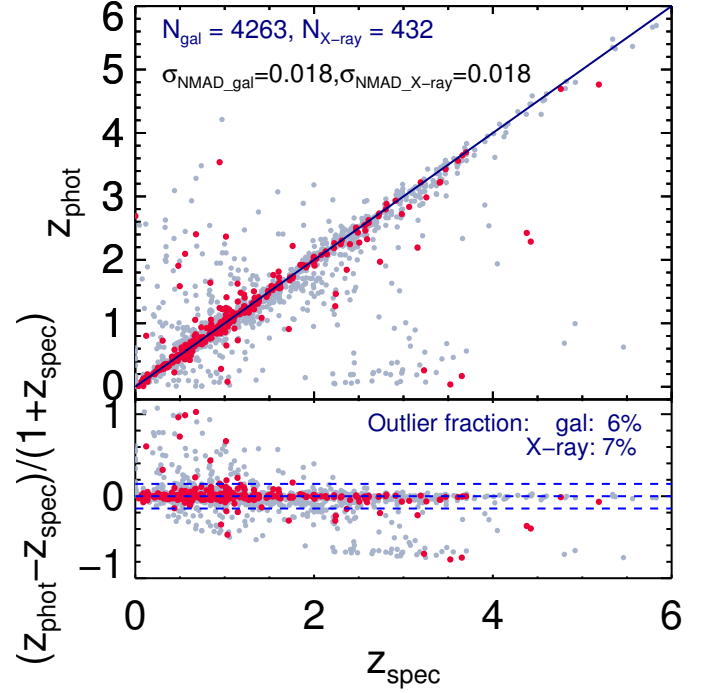 N_gal = 4263, N_X−ray = 432
σ_NMAD_gal=0.018,σ_NMAD_X−ray=0.018
6
5
4
3
2
1
0
z_phot
Outlier fraction: gal: 6%
X−ray: 7%
1
0
−1
(z_phot−z_spec)/(1+z_spec)
0 2 4 6
z_spec